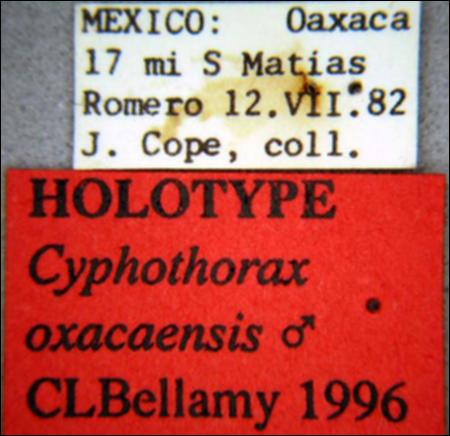 MEXICO: Oaxaca
17 mi S Matias
Romero 12.VII.82
J. Cope, coll.
HOLOTYPE
Cyphothorax
oxacaensis ♂
CLBellamy 1996